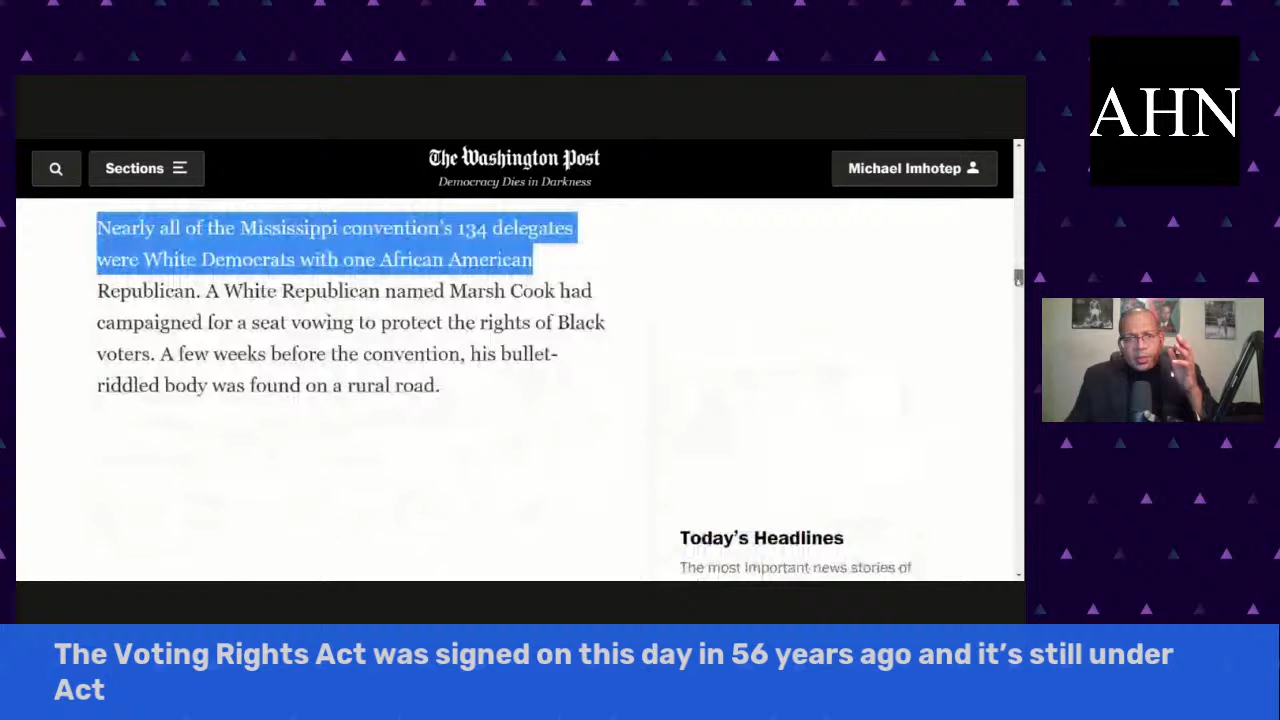 AHN
Sections
The Washington Post
Democracy Dies in Darkness
Michael Imhotep
Nearly all of the Mississippi convention's 134 delegates
were White Democrats with one African American
Republican. A White Republican named Marsh Cook had
campaigned for a seat vowing to protect the rights of Black
voters. A few weeks before the convention, his bullet-
riddled body was found on a rural road.
Today's Headlines
The most important news stories of
The Voting Rights Act was signed on this day in 56 years ago and it's still under
Act